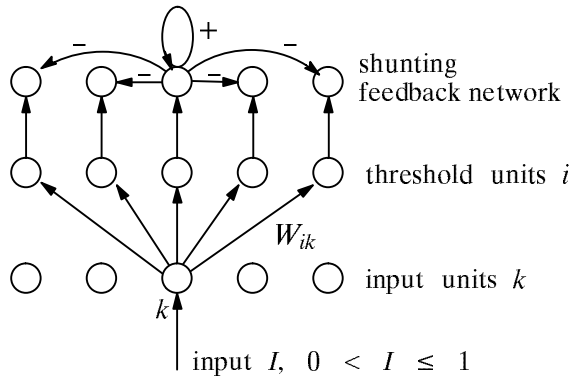 +
− −
shunting
− −
feedback network
threshold units i
W_ik
input units k
k
input I, 0 < I ≤ 1